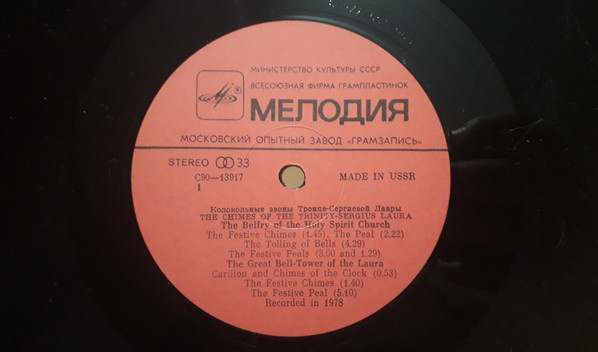 МИНИСТЕРСТВО КУЛЬТУРЫ СССР
ВСЕСОЮЗНАЯ ФИРМА ГРАМПЛАСТИНОК
МЕЛОДИЯ
МОСКОВСКИЙ ОПЫТНЫЙ ЗАВОД «ГРАМЗАПИСЬ»
STEREO 33
С90—13917
MADE IN USSR
1
Колокольные звоны Троице-Сергиевой Лавры
THE CHIMES OF THE TRINITY-SERGIUS LAURA
The Belfry of the Holy Spirit Church
The Festive Chimes (1.45), The Peal (2.22)
The Tolling of Bells (4.29)
The Festive Peals (3.00 and 1.29)
The Great Bell-Tower of the Laura
Carillon and Chimes of the Clock (0.53)
The Festive Chimes (1.40)
The Festive Peal (5.10)
Recorded in 1978